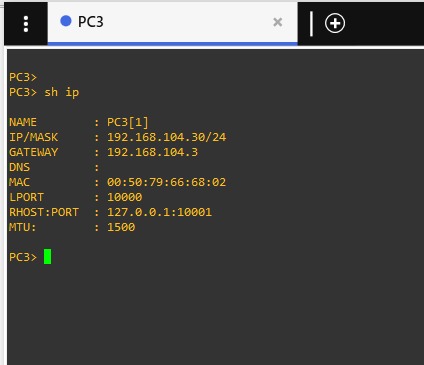 PC3
PC3>
PC3> sh ip
NAME : PC3[1]
IP/MASK : 192.168.104.30/24
GATEWAY : 192.168.104.3
DNS :
MAC : 00:50:79:66:68:02
LPORT : 10000
RHOST:PORT : 127.0.0.1:10001
MTU: : 1500
PC3>